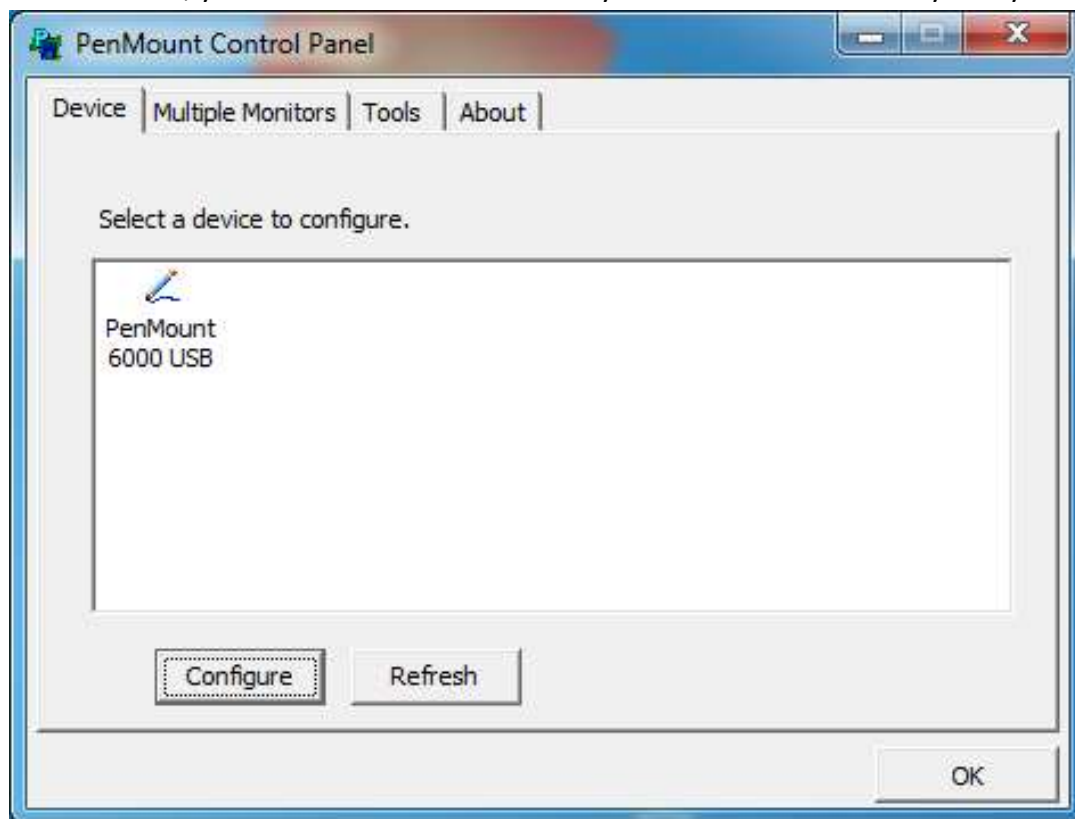 PenMount Control Panel
Device Multiple Monitors Tools About
Select a device to configure.
PenMount
6000 USB
Configure Refresh
OK